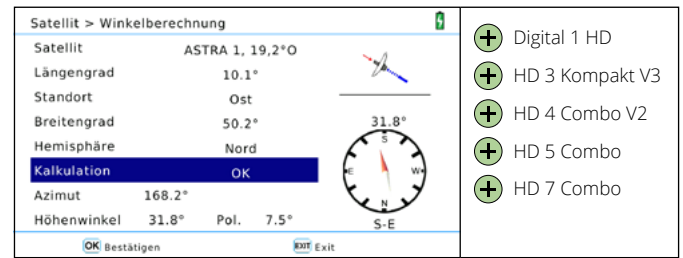 Satellit > Winkelberechnung
Satellit ASTRA 1, 19,2°O
Längengrad 10.1°
Standort Ost
Breitengrad 50.2°
Hemisphäre Nord
Kalkulation OK
Azimut 168.2°
Höhenwinkel 31.8° Pol. 7.5°
31.8°
S
E W
N
S-E
OK Bestätigen EXIT Exit
Digital 1 HD
HD 3 Kompakt V3
HD 4 Combo V2
HD 5 Combo
HD 7 Combo